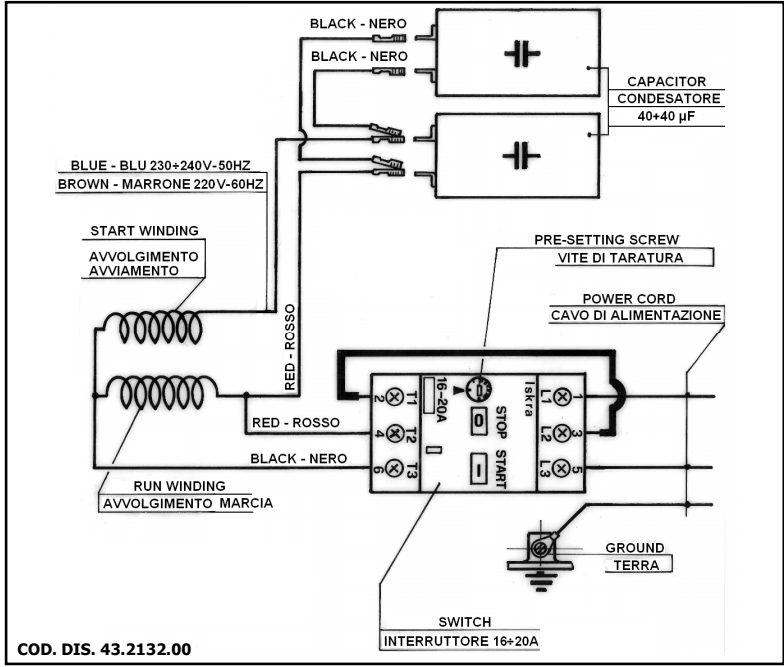 BLACK - NERO
BLACK - NERO
CAPACITOR
CONDESATORE
40+40 µF
BLUE - BLU 230÷240V-50HZ
BROWN - MARRONE 220V-60HZ
START WINDING
AVVOLGIMENTO
AVVIAMENTO
PRE-SETTING SCREW
VITE DI TARATURA
POWER CORD
CAVO DI ALIMENTAZIONE
RED - ROSSO
RED - ROSSO
BLACK - NERO
2 T1
4 T2
6 T3
16-20A
STOP
0
START
I
Iskra
L1 1
L2 3
L3 5
RUN WINDING
AVVOLGIMENTO MARCIA
GROUND
TERRA
SWITCH
INTERRUTTORE 16÷20A
COD. DIS. 43.2132.00